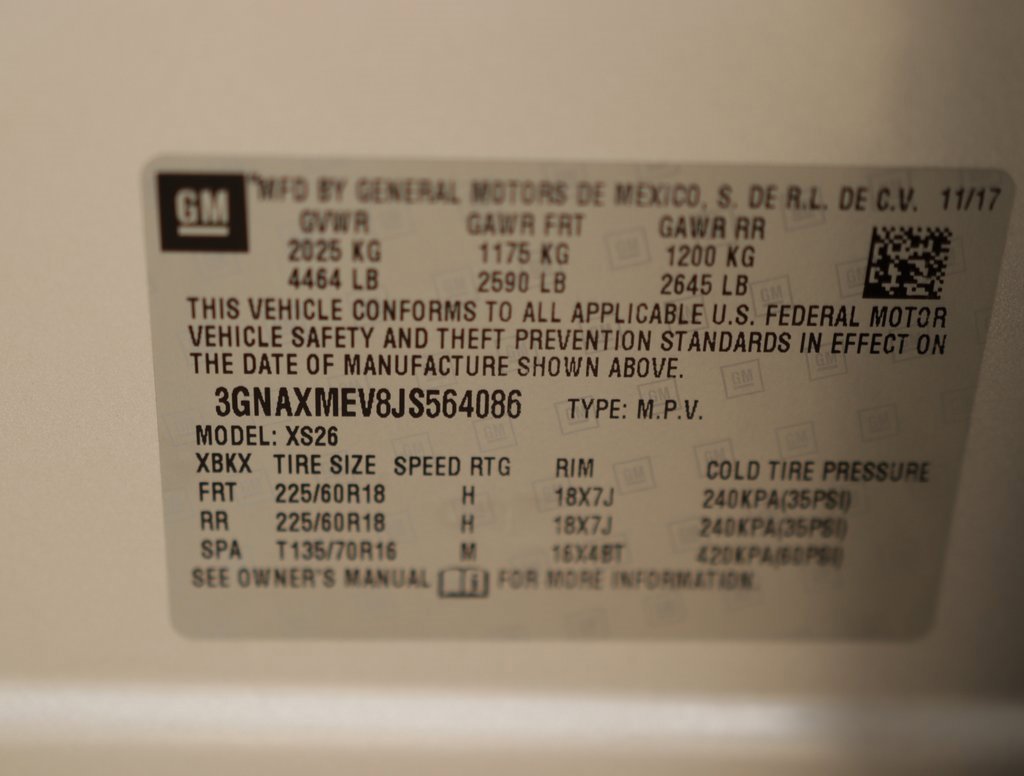 GM
MFD BY GENERAL MOTORS DE MEXICO, S. DE R.L. DE C.V. 11/17
GVWR GAWR FRT GAWR RR
2025 KG 1175 KG 1200 KG
4464 LB 2590 LB 2645 LB
THIS VEHICLE CONFORMS TO ALL APPLICABLE U.S. FEDERAL MOTOR
VEHICLE SAFETY AND THEFT PREVENTION STANDARDS IN EFFECT ON
THE DATE OF MANUFACTURE SHOWN ABOVE.
3GNAXMEV8JS564086 TYPE: M.P.V.
MODEL: XS26
XBKX TIRE SIZE SPEED RTG RIM COLD TIRE PRESSURE
FRT 225/60R18 H 18X7J 240KPA(35PSI)
RR 225/60R18 H 18X7J 240KPA(35PSI)
SPA T135/70R16 M 16X4BT 420KPA(60PSI)
SEE OWNER'S MANUAL FOR MORE INFORMATION.